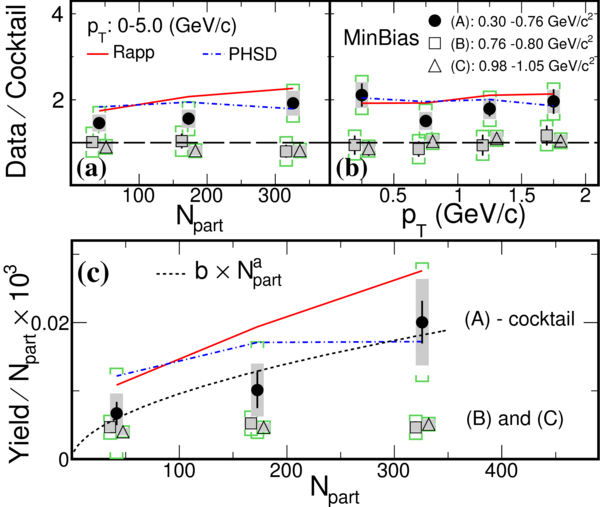 Data / Cocktail
4
2
p_T: 0-5.0 (GeV/c)
Rapp
PHSD
(a)
100
200
300
N_part
MinBias
(A): 0.30 -0.76 GeV/c²
(B): 0.76 -0.80 GeV/c²
(C): 0.98 -1.05 GeV/c²
(b)
0.5
1
1.5
2
p_T (GeV/c)
Yield / N_part × 10³
(c)
b × N^a_part
0.02
0
(A) - cocktail
(B) and (C)
0
100
200
300
400
N_part